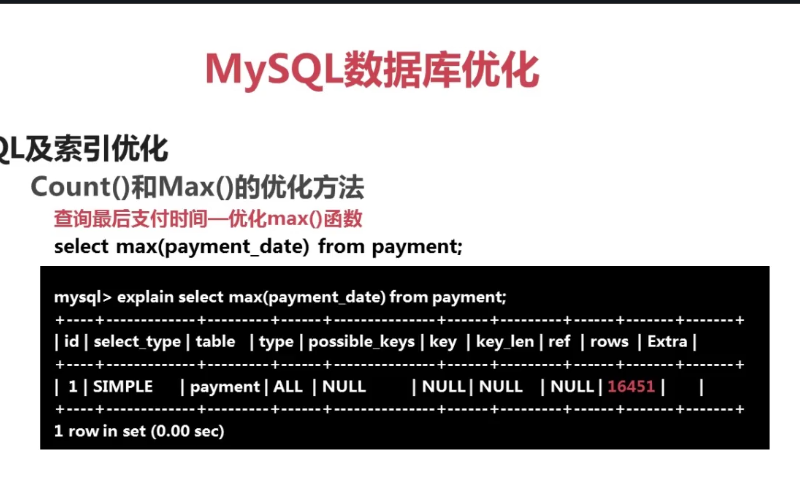 MySQL数据库优化
QL及索引优化
Count()和Max()的优化方法
查询最后支付时间—优化max()函数
select max(payment_date) from payment;
mysql> explain select max(payment_date) from payment;
+----+-------------+---------+------+---------------+------+---------+------+-------+-------+
| id | select_type | table | type | possible_keys | key | key_len | ref | rows | Extra |
+----+-------------+---------+------+---------------+------+---------+------+-------+-------+
| 1 | SIMPLE | payment | ALL | NULL | NULL | NULL | NULL | 16451 | |
+----+-------------+---------+------+---------------+------+---------+------+-------+-------+
1 row in set (0.00 sec)